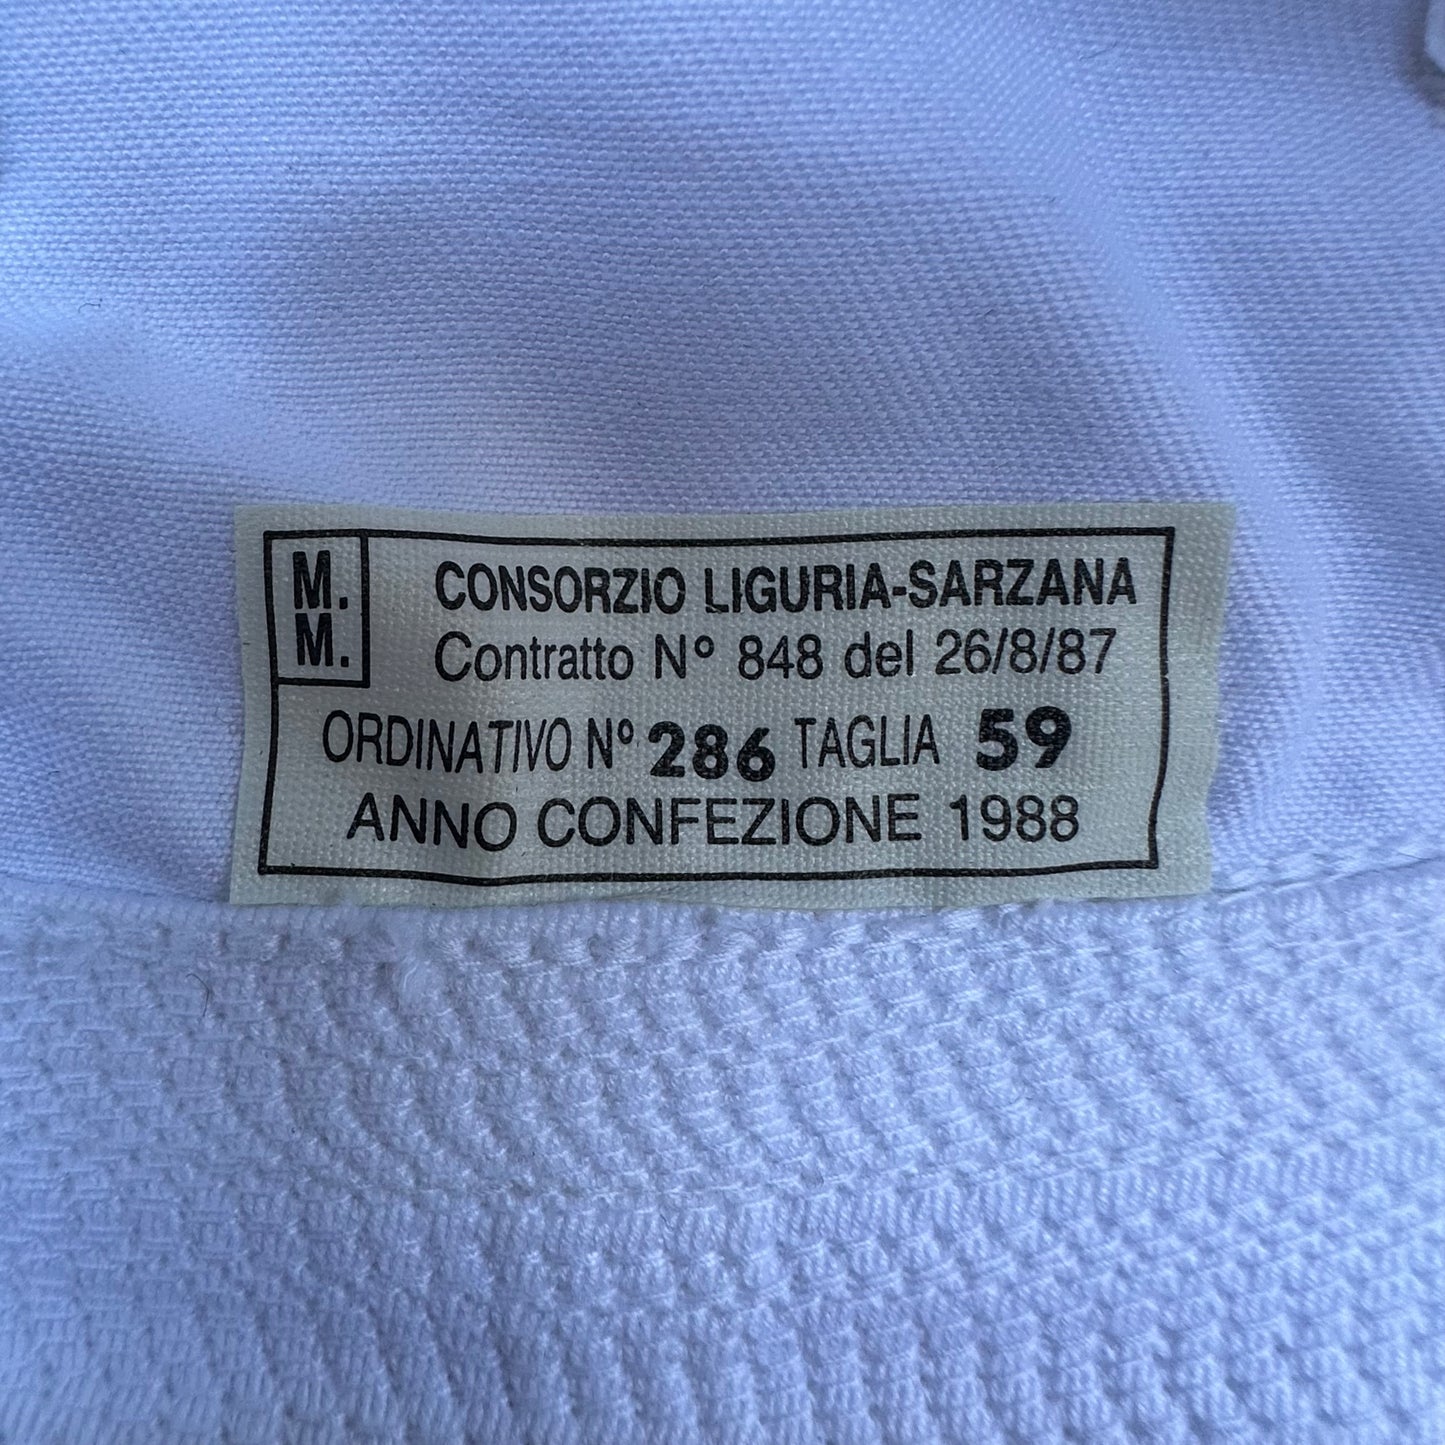 M.
M.
CONSORZIO LIGURIA-SARZANA
Contratto N° 848 del 26/8/87
ORDINATIVO N° 286 TAGLIA 59
ANNO CONFEZIONE 1988